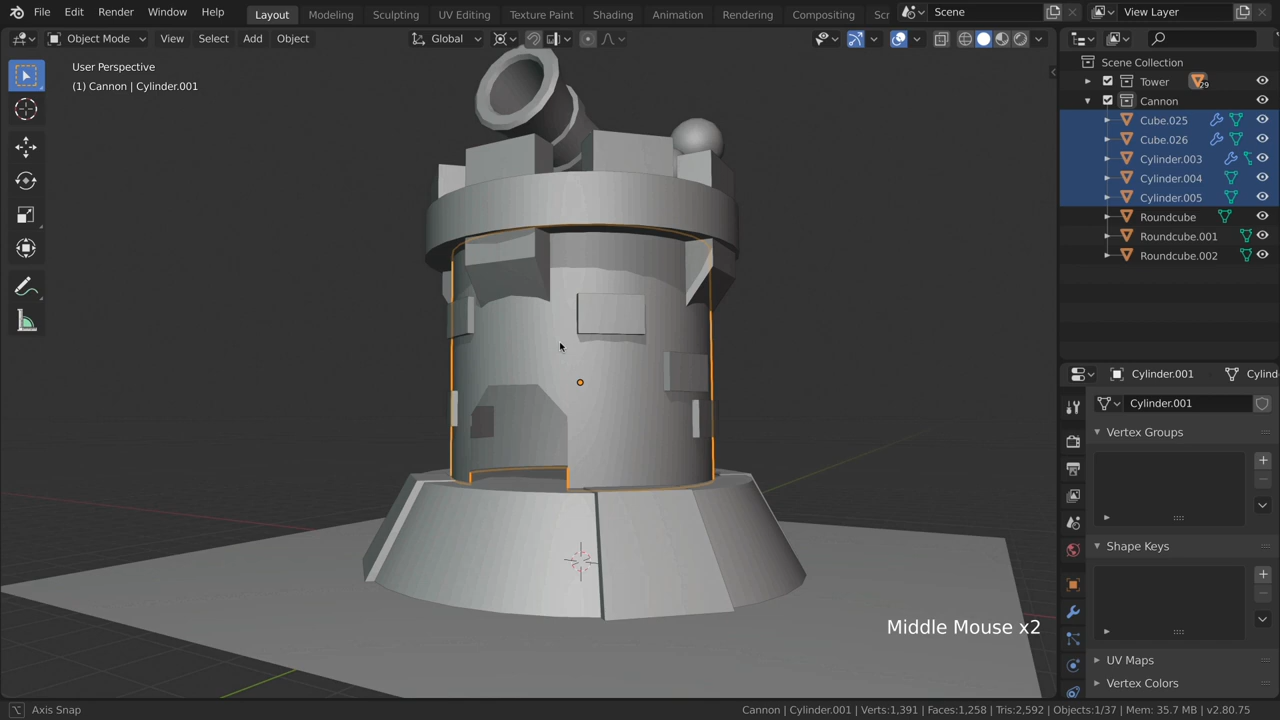 File Edit Render Window Help Layout Modeling Sculpting UV Editing Texture Paint Shading Animation Rendering Compositing Scr Scene View Layer
Object Mode View Select Add Object Global
User Perspective
(1) Cannon | Cylinder.001
Scene Collection
Tower 29
Cannon
Cube.025
Cube.026
Cylinder.003
Cylinder.004
Cylinder.005
Roundcube
Roundcube.001
Roundcube.002
Cylinder.001 Cylind
Cylinder.001
Vertex Groups
Shape Keys
UV Maps
Vertex Colors
Middle Mouse x2
Axis Snap
Cannon | Cylinder.001 | Verts:1,391 | Faces:1,258 | Tris:2,592 | Objects:1/37 | Mem: 35.7 MB | v2.80.75